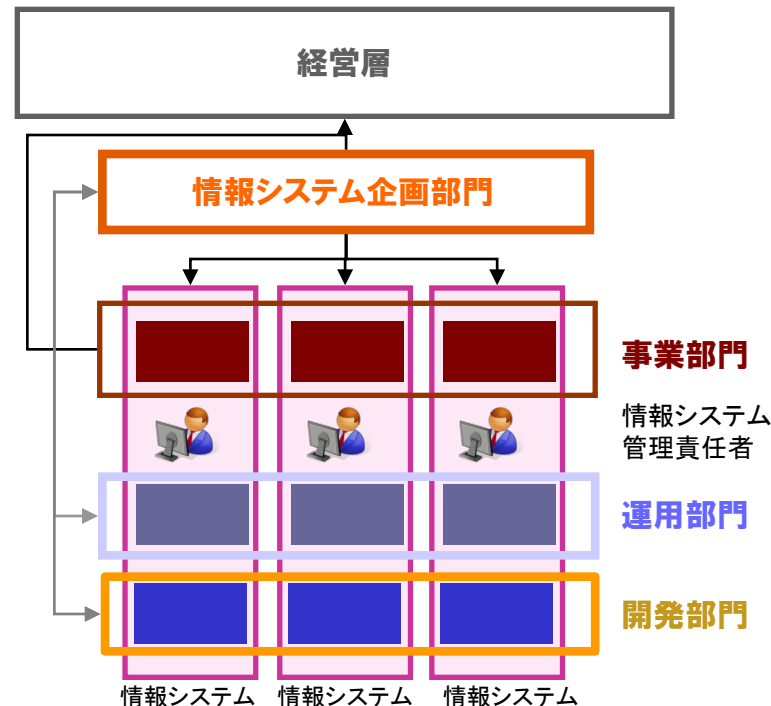 経営層
情報システム企画部門
事業部門
情報システム
管理責任者
運用部門
開発部門
情報システム
情報システム
情報システム